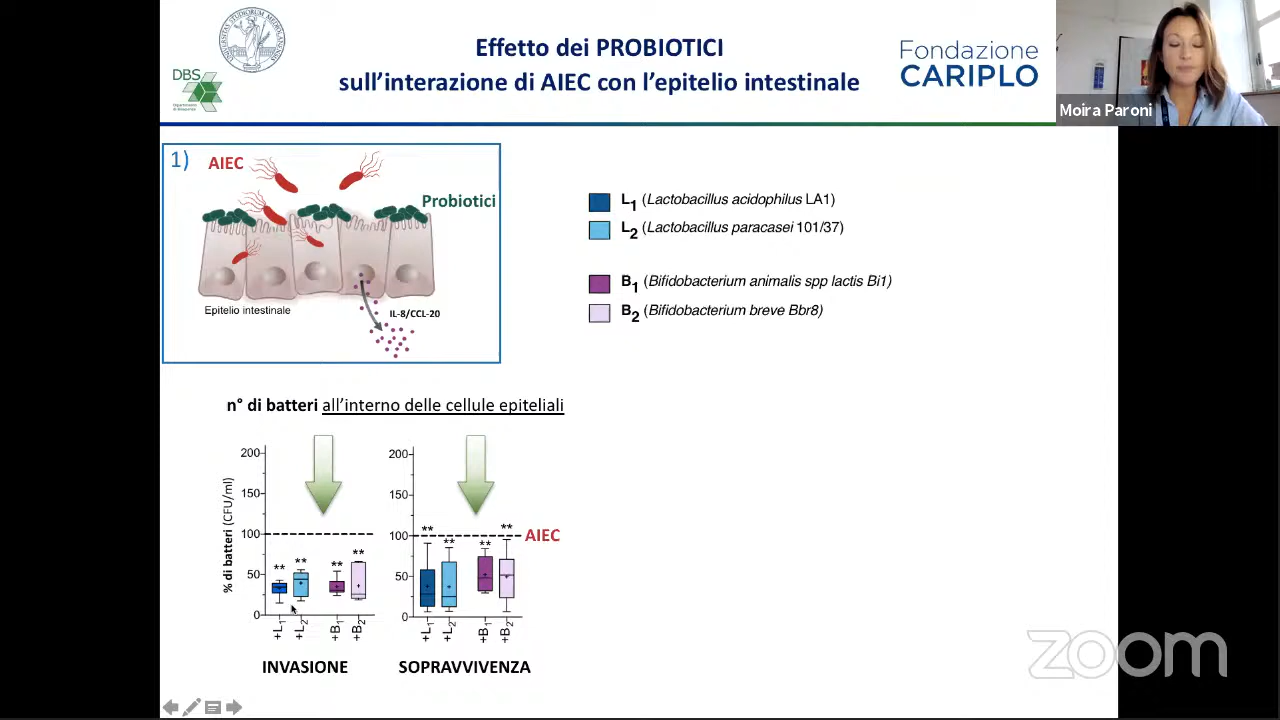 Effetto dei PROBIOTICI
sull'interazione di AIEC con l'epitelio intestinale
DBS
Fondazione
CARIPLO
Moira Paroni
1)
AIEC
Probiotici
Epitelio intestinale
IL-8/CCL-20
L1 (Lactobacillus acidophilus LA1)
L2 (Lactobacillus paracasei 101/37)
B1 (Bifidobacterium animalis spp lactis Bi1)
B2 (Bifidobacterium breve Bbr8)
n° di batteri all'interno delle cellule epiteliali
% di batteri (CFU/ml)
200
150
100
50
0
** ** ** **
+L1 +L2 +B1 +B2
INVASIONE
200
150
100
50
0
** ** ** **
AIEC
+L1 +L2 +B1 +B2
SOPRAVVIVENZA
zoom